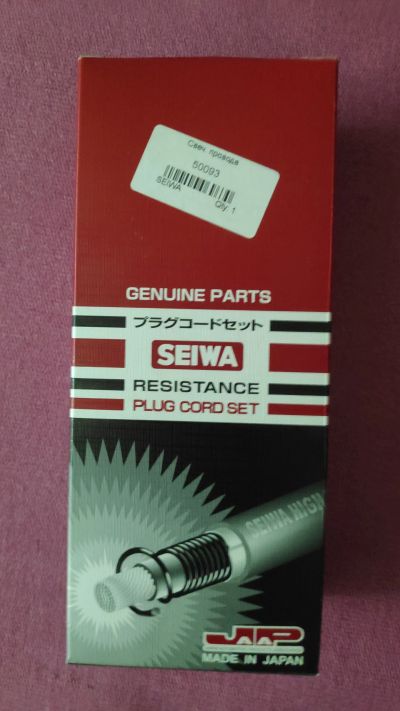 Свеч. провода
50093
SEIWA
Qty. 1
GENUINE PARTS
プラグコードセット
SEIWA
RESISTANCE
PLUG CORD SET
SEIWA HIGH
JAP
MADE IN JAPAN